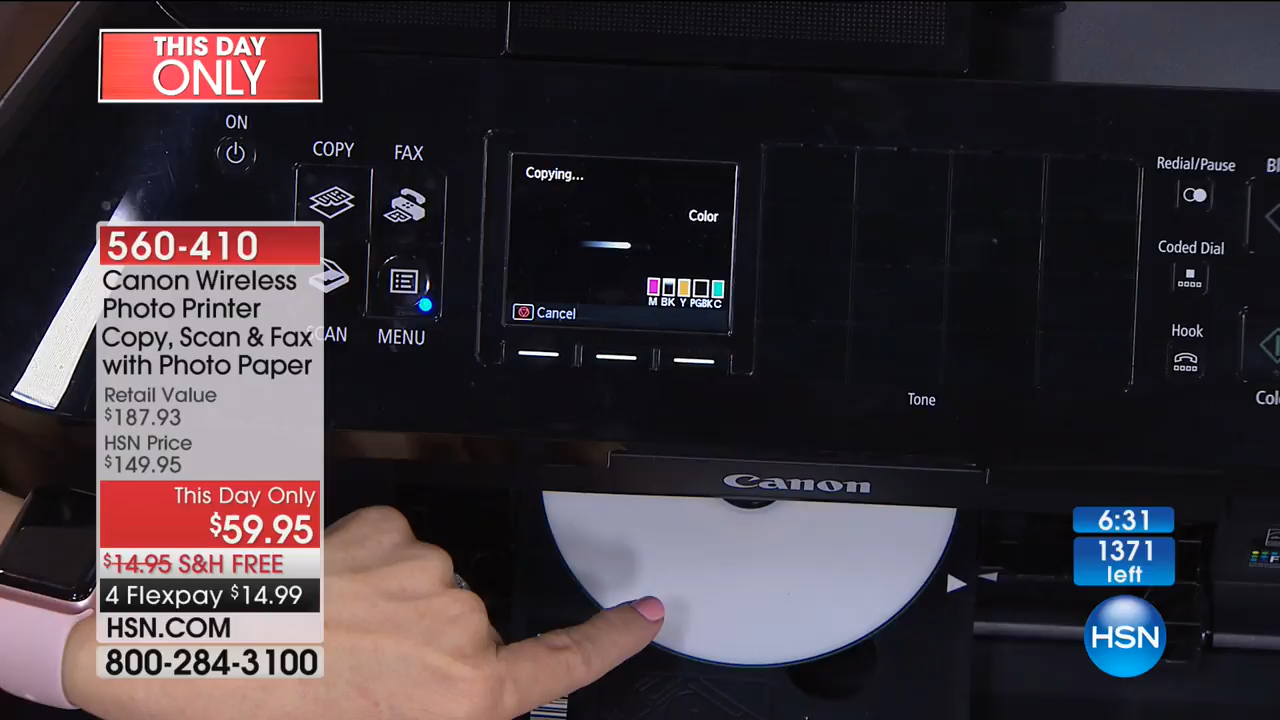 THIS DAY
ONLY
ON
COPY
FAX
Copying...
Color
M BK Y PGBK C
Cancel
SCAN
MENU
Redial/Pause
Coded Dial
Hook
Tone
Canon
560-410
Canon Wireless
Photo Printer
Copy, Scan & Fax
with Photo Paper
Retail Value
$187.93
HSN Price
$149.95
This Day Only
$59.95
$14.95 S&H FREE
4 Flexpay $14.99
HSN.COM
800-284-3100
6:31
1371
left
HSN